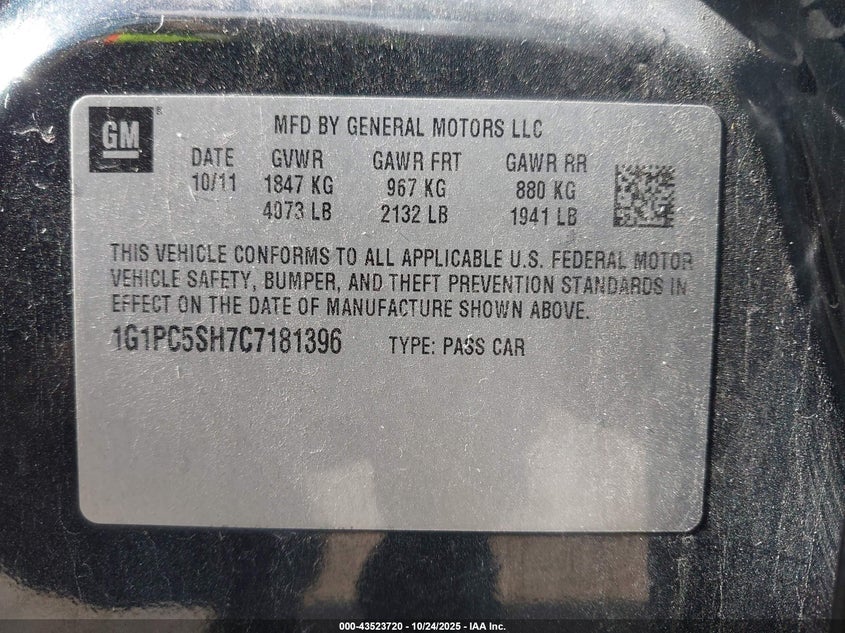 GM ®
MFD BY GENERAL MOTORS LLC
DATE GVWR GAWR FRT GAWR RR
10/11 1847 KG 967 KG 880 KG
4073 LB 2132 LB 1941 LB
THIS VEHICLE CONFORMS TO ALL APPLICABLE U.S. FEDERAL MOTOR
VEHICLE SAFETY, BUMPER, AND THEFT PREVENTION STANDARDS IN
EFFECT ON THE DATE OF MANUFACTURE SHOWN ABOVE.
1G1PC5SH7C7181396 TYPE: PASS CAR
000-43523720 - 10/24/2025 - IAA Inc.